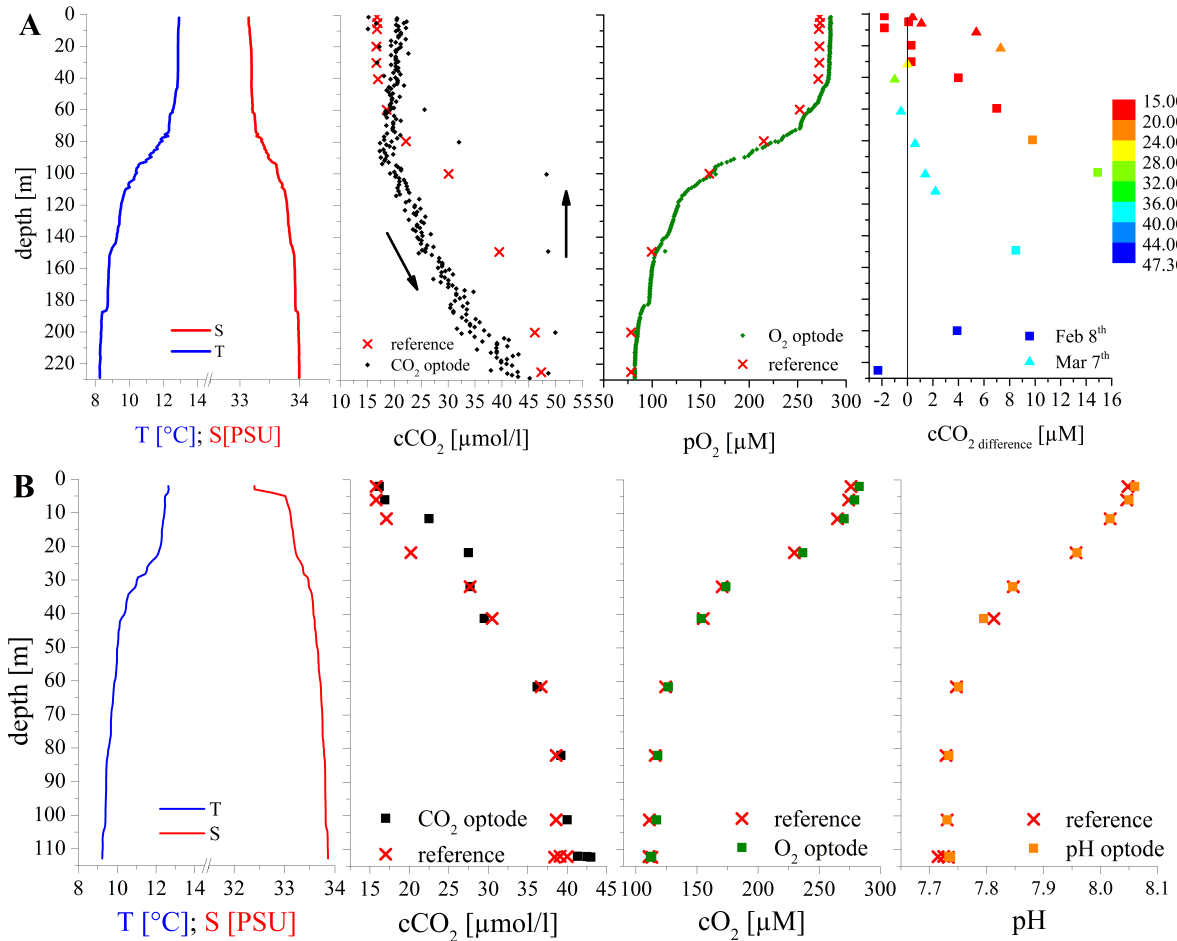 A
0
20
40
60
80
100
120
140
160
180
200
220
depth [m]
S
T
8 10 12 14 33 34
T [°C]; S[PSU]
reference
CO2 optode
10 15 20 25 30 35 40 45 50 55
cCO2 [µmol/l]
O2 optode
reference
50 100 150 200 250 300
pO2 [µM]
15.00
20.00
24.00
28.00
32.00
36.00
40.00
44.00
47.30
Feb 8th
Mar 7th
-2 0 4 8 12 16
cCO2 difference [µM]
B
0
10
20
30
40
50
60
70
80
90
100
110
depth [m]
T
S
8 10 12 14 32 33 34
T [°C]; S [PSU]
CO2 optode
reference
15 20 25 30 35 40 45
cCO2 [µmol/l]
reference
O2 optode
100 150 200 250 300
cO2 [µM]
reference
pH optode
7.7 7.8 7.9 8.0 8.1
pH